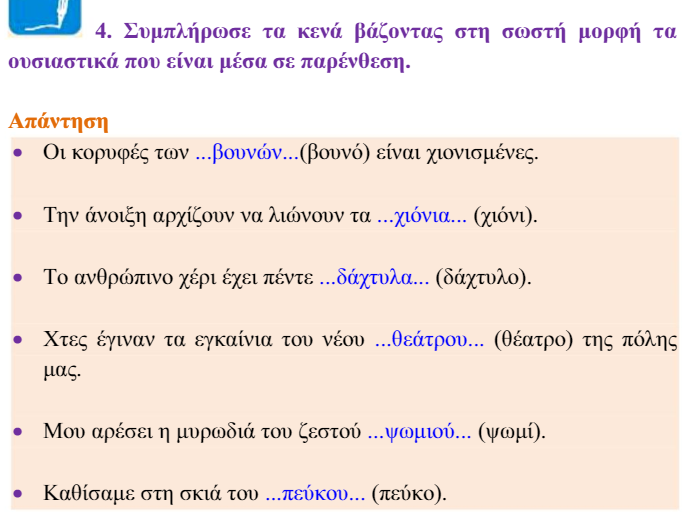 4. Συμπλήρωσε τα κενά βάζοντας στη σωστή μορφή τα
ουσιαστικά που είναι μέσα σε παρένθεση.
Απάντηση
• Οι κορυφές των ...βουνών...(βουνό) είναι χιονισμένες.
• Την άνοιξη αρχίζουν να λιώνουν τα ...χιόνια... (χιόνι).
• Το ανθρώπινο χέρι έχει πέντε ...δάχτυλα... (δάχτυλο).
• Χτες έγιναν τα εγκαίνια του νέου ...θεάτρου... (θέατρο) της πόλης
μας.
• Μου αρέσει η μυρωδιά του ζεστού ...ψωμιού... (ψωμί).
• Καθίσαμε στη σκιά του ...πεύκου... (πεύκο).